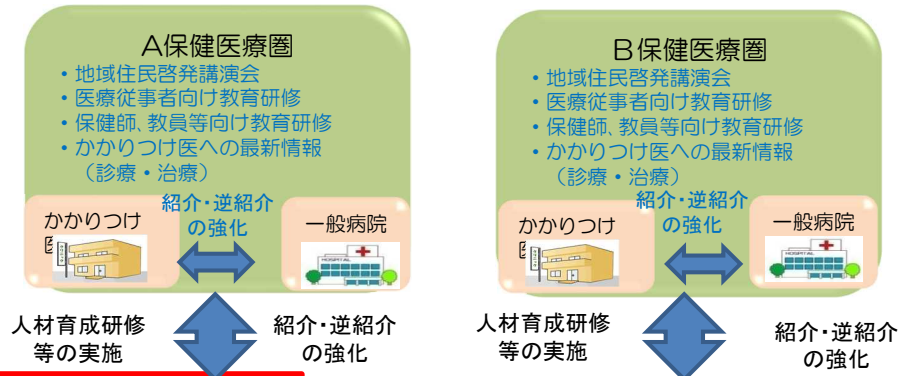 A保健医療圏
・地域住民啓発講演会
・医療従事者向け教育研修
・保健師、教員等向け教育研修
・かかりつけ医への最新情報
（診療・治療）
紹介・逆紹介
の強化
かかりつけ
医
一般病院
HOSPITAL
人材育成研修
等の実施
紹介・逆紹介
の強化
B保健医療圏
・地域住民啓発講演会
・医療従事者向け教育研修
・保健師、教員等向け教育研修
・かかりつけ医への最新情報
（診療・治療）
紹介・逆紹介
の強化
かかりつけ
医
一般病院
HOSPITAL
人材育成研修
等の実施
紹介・逆紹介
の強化